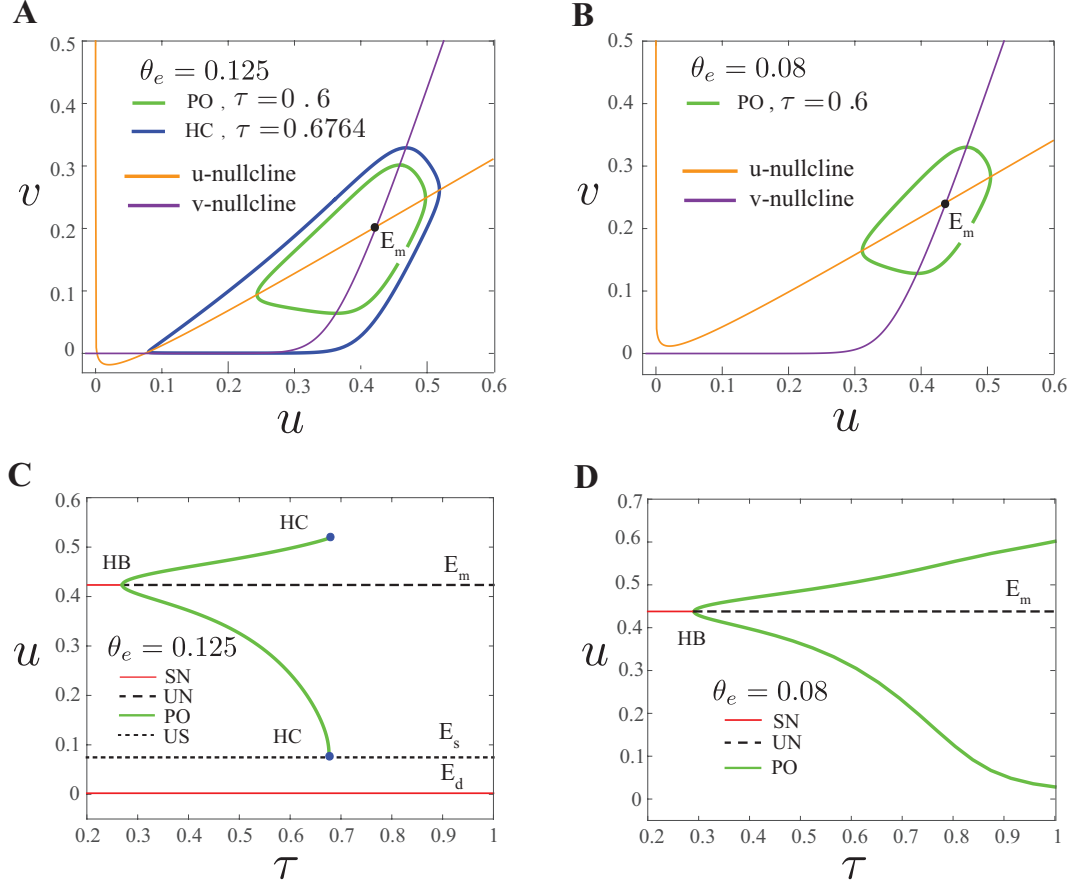 A
θe = 0.125
PO , τ = 0 . 6
HC , τ = 0 . 6764
u-nullcline
v-nullcline
Em
0.5
0.4
0.3
0.2
0.1
0
v
0 0.1 0.2 0.3 0.4 0.5 0.6
u
B
θe = 0.08
PO , τ = 0 . 6
u-nullcline
v-nullcline
Em
0.5
0.4
0.3
0.2
0.1
0
v
0 0.1 0.2 0.3 0.4 0.5 0.6
u
C
HC
HB
Em
θe = 0.125
SN
UN
PO
US
HC
Es
Ed
0.6
0.5
0.4
0.3
0.2
0.1
0
u
0.2 0.3 0.4 0.5 0.6 0.7 0.8 0.9 1
τ
D
Em
HB
θe = 0.08
SN
UN
PO
0.7
0.6
0.5
0.4
0.3
0.2
0.1
0
u
0.2 0.3 0.4 0.5 0.6 0.7 0.8 0.9 1
τ